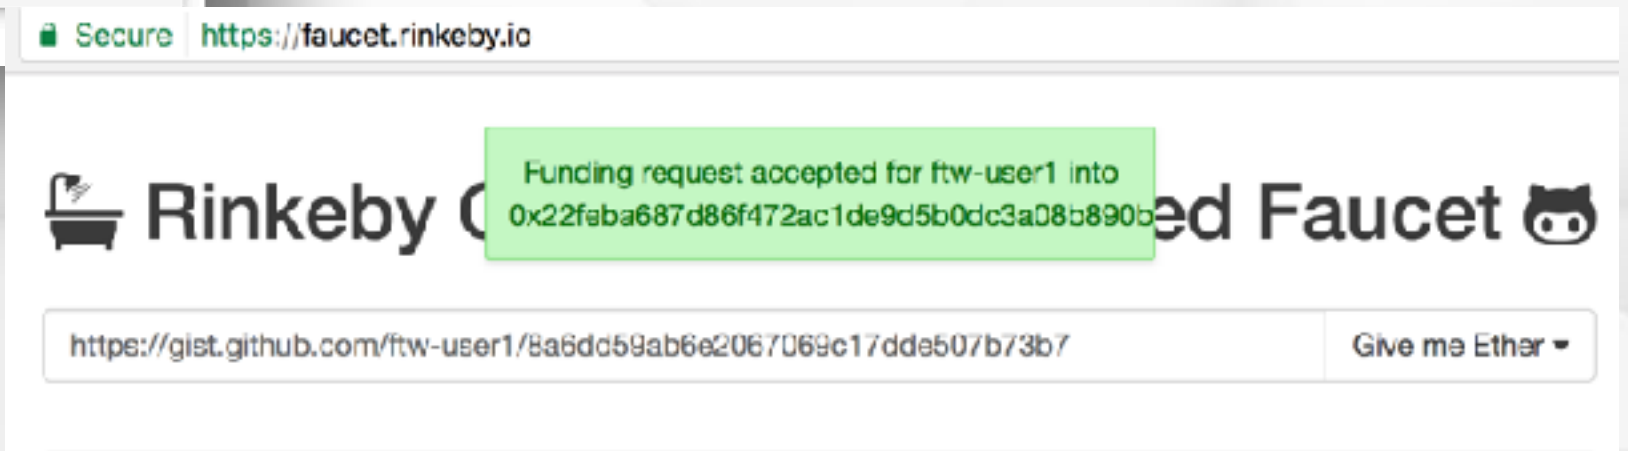 Secure https://faucet.rinkeby.io
Funding request accepted for ftw-user1 into
0x22feba687d86f472ac1de9d5b0dc3a08b890b
Rinkeby ed Faucet
https://gist.github.com/ftw-user1/8a6dd59ab6e2067069c17dde507b73b7
Give me Ether